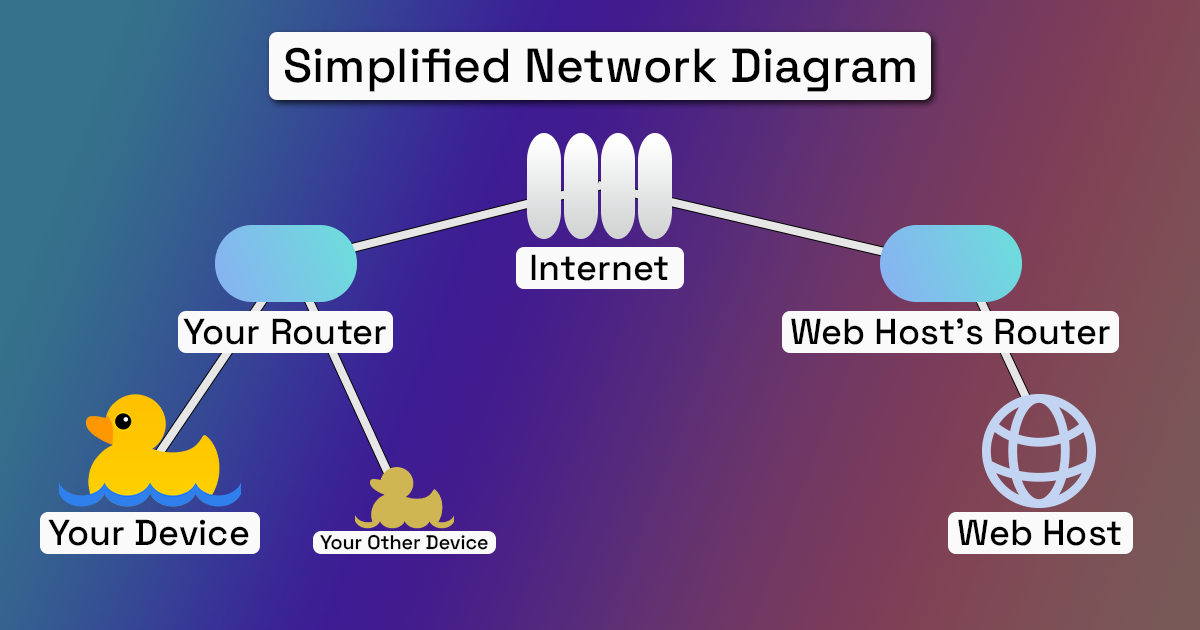 Simplified Network Diagram
Internet
Your Router
Web Host's Router
Your Device
Your Other Device
Web Host